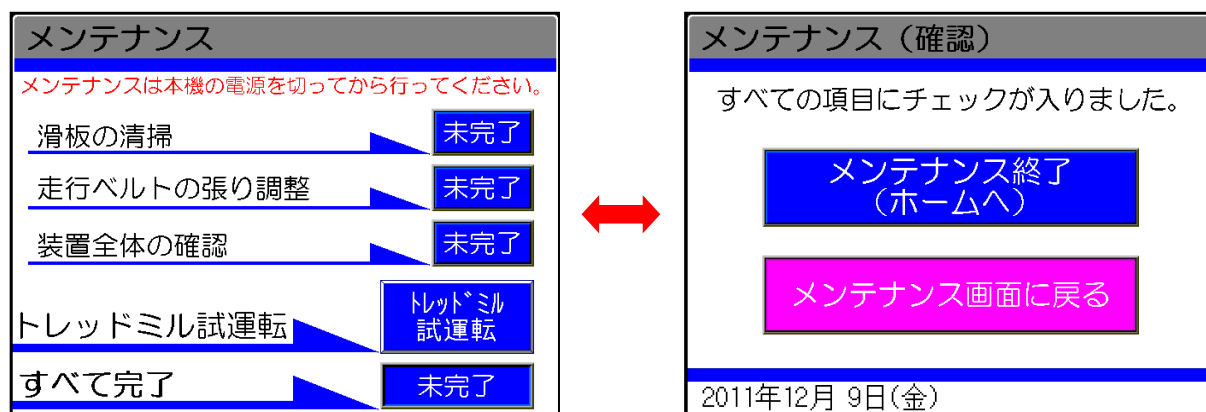 メンテナンス
メンテナンスは本機の電源を切ってから行ってください。
滑板の清掃
未完了
走行ベルトの張り調整
未完了
装置全体の確認
未完了
トレッドミル試運転
ﾄﾚｯﾄﾞﾐﾙ
試運転
すべて完了
未完了
メンテナンス（確認）
すべての項目にチェックが入りました。
メンテナンス終了
（ホームへ）
メンテナンス画面に戻る
2011年12月 9日(金)